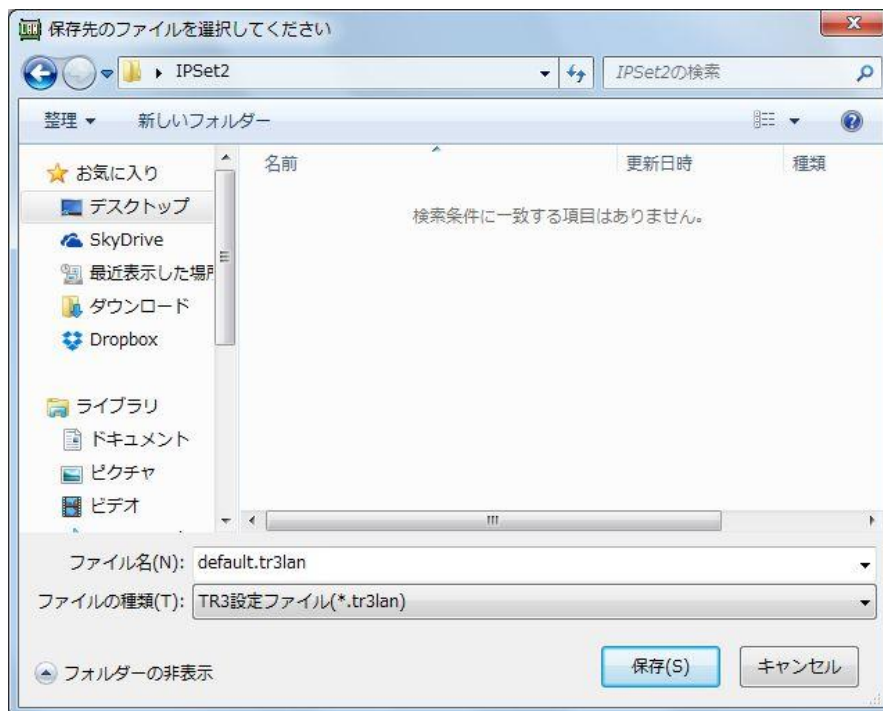 保存先のファイルを選択してください
IPSet2
IPSet2の検索
整理
新しいフォルダー
名前
更新日時
種類
検索条件に一致する項目はありません。
お気に入り
デスクトップ
SkyDrive
最近表示した場所
ダウンロード
Dropbox
ライブラリ
ドキュメント
ピクチャ
ビデオ
ファイル名(N): default.tr3lan
ファイルの種類(T): TR3設定ファイル(*.tr3lan)
フォルダーの非表示
保存(S)
キャンセル